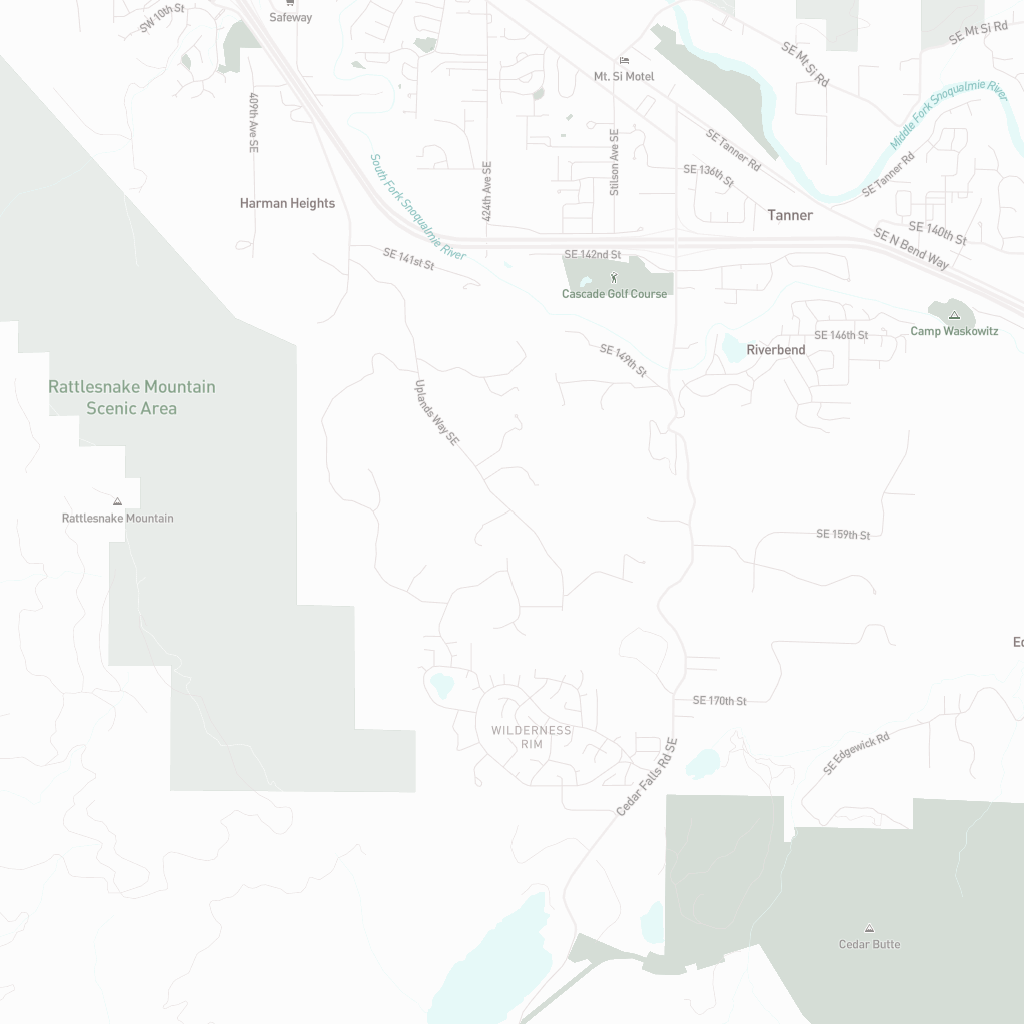 SW 10th St
Safeway
SE Mt Si Rd
SE Mt Si Rd
Mt. Si Motel
Middle Fork Snoqualmie River
409th Ave SE
SE Tanner Rd
Stilson Ave SE
SE Tanner Rd
SE 136th St
424th Ave SE
South Fork Snoqualmie River
Harman Heights
Tanner
SE 140th St
SE N Bend Way
SE 141st St
SE 142nd St
Cascade Golf Course
Camp Waskowitz
SE 146th St
Riverbend
SE 149th St
Rattlesnake Mountain
Scenic Area
Uplands Way SE
Rattlesnake Mountain
SE 159th St
Ed
SE 170th St
WILDERNESS
RIM
SE Edgewick Rd
Cedar Falls Rd SE
Cedar Butte